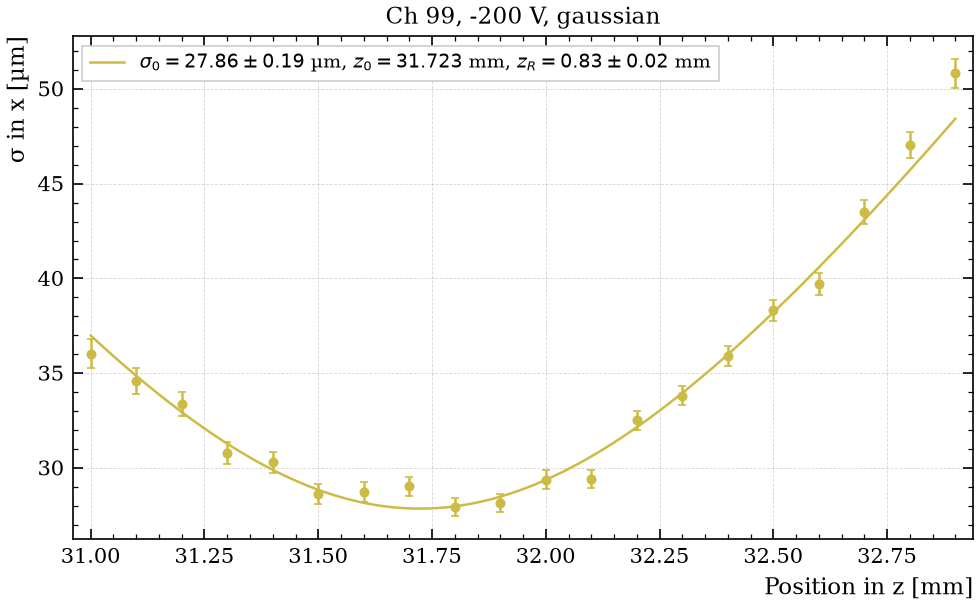 Ch 99, -200 V, gaussian
σ₀ = 27.86 ± 0.19 µm, z₀ = 31.723 mm, z_R = 0.83 ± 0.02 mm
σ in x [µm]
50
45
40
35
30
31.00 31.25 31.50 31.75 32.00 32.25 32.50 32.75
Position in z [mm]